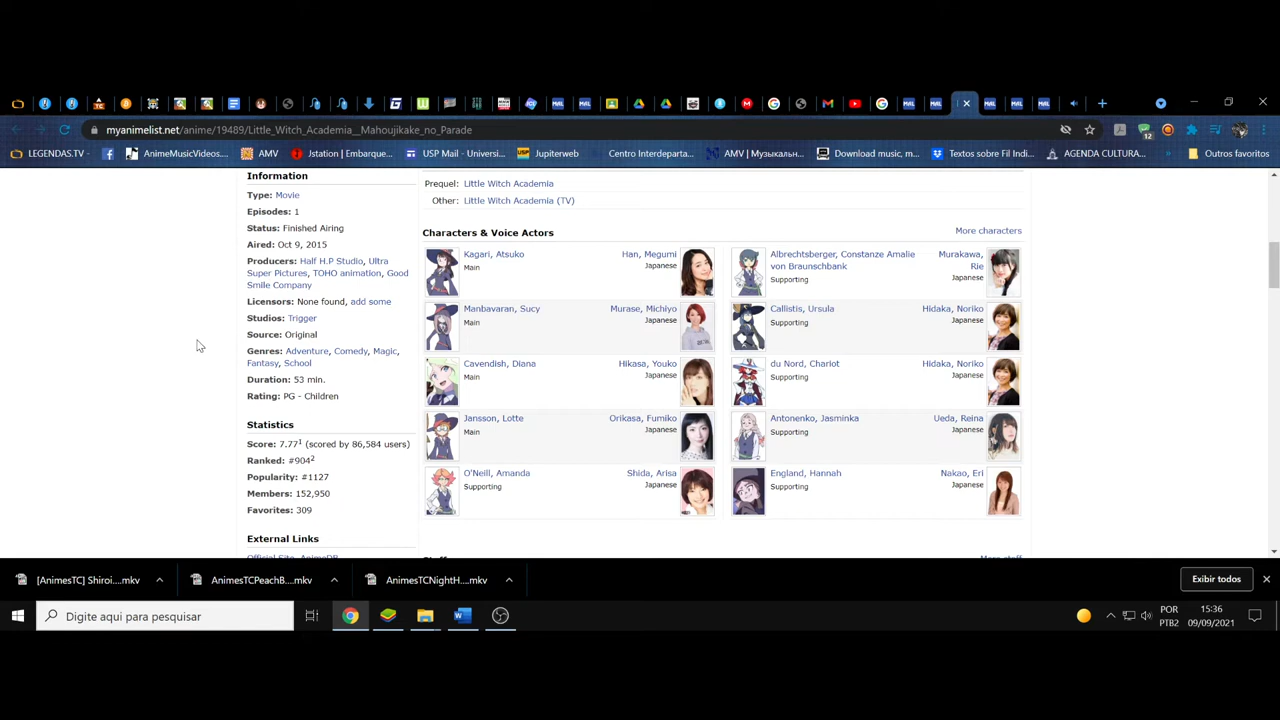 myanimelist.net/anime/19489/Little_Witch_Academia__Mahoujikake_no_Parade
12
LEGENDAS.TV - AnimeMusicVideos.... AMV Jstation | Embarque... USP Mail - Universi... Jupiterweb Centro Interdeparta... AMV | Музыкальн... Download music, m... Textos sobre Fil Indi... AGENDA CULTURA... » Outros favoritos
Information
Type: Movie
Episodes: 1
Status: Finished Airing
Aired: Oct 9, 2015
Producers: Half H.P Studio, Ultra
Super Pictures, TOHO animation, Good
Smile Company
Licensors: None found, add some
Studios: Trigger
Source: Original
Genres: Adventure, Comedy, Magic,
Fantasy, School
Duration: 53 min.
Rating: PG - Children
Statistics
Score: 7.77¹ (scored by 86,584 users)
Ranked: #904²
Popularity: #1127
Members: 152,950
Favorites: 309
External Links
Official Site, AnimeDB
Prequel: Little Witch Academia
Other: Little Witch Academia (TV)
Characters & Voice Actors More characters
Kagari, Atsuko Han, Megumi
Main Japanese
Albrechtsberger, Constanze Amalie Murakawa,
von Braunschbank Rie
Supporting Japanese
Manbavaran, Sucy Murase, Michiyo
Main Japanese
Callistis, Ursula Hidaka, Noriko
Supporting Japanese
Cavendish, Diana Hikasa, Youko
Main Japanese
du Nord, Chariot Hidaka, Noriko
Supporting Japanese
Jansson, Lotte Orikasa, Fumiko
Main Japanese
Antonenko, Jasminka Ueda, Reina
Supporting Japanese
O'Neill, Amanda Shida, Arisa
Supporting Japanese
England, Hannah Nakao, Eri
Supporting Japanese
Staff More staff
[AnimesTC] Shiroi....mkv AnimesTCPeachB....mkv AnimesTCNightH....mkv Exibir todos
Digite aqui para pesquisar
POR 15:36
PTB2 09/09/2021